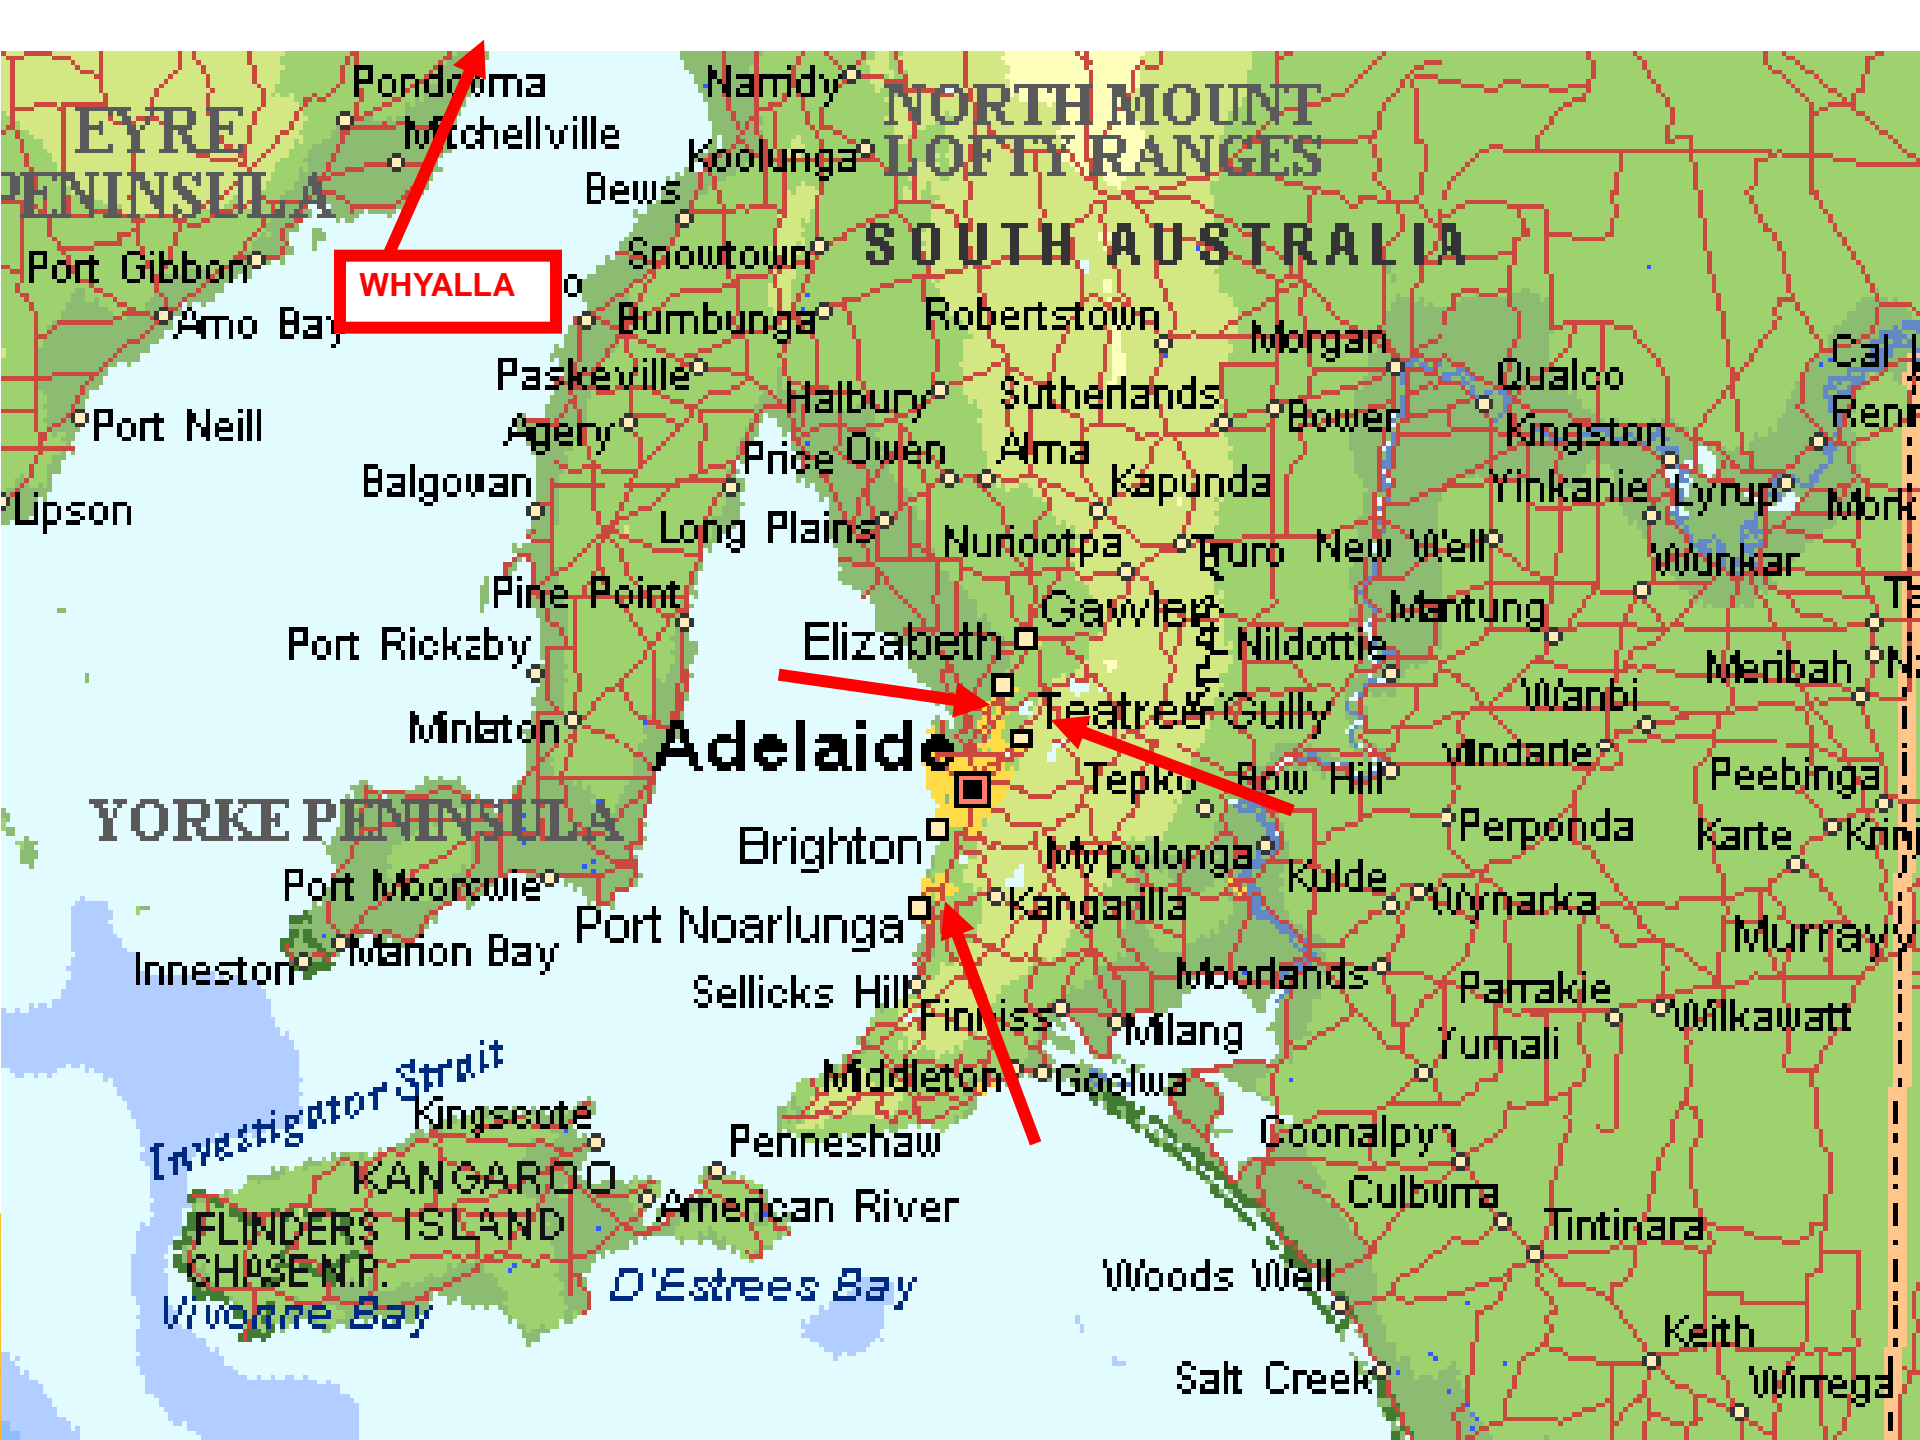 Pondooma
Namidy
NORTH MOUNT
LOFTY RANGES
EYRE
PENINSULA
Mitchellville
Koolunga
Bews
SOUTH AUSTRALIA
Snowtown
Port Gibbon
WHYALLA
Arno Bay
Bumbunga
Robertstown
Morgan
Cal
Paskeville
Qualco
Halbury
Sutherlands
Bower
Port Neill
Agery
Kingston
Price
Owen
Alma
Balgowan
Kapunda
Yinkanie
Lyrup
Lipson
Long Plains
Nuriootpa
Truro
New Well
Wunkar
Pine Point
Gawler
Mantung
Elizabeth
Port Rickaby
Nildottie
Meribah
Wanbi
Minlaton
Teatree Gully
Adelaide
Mindarie
Tepko
Bow Hill
Peebinga
YORKE PENINSULA
Brighton
Perponda
Karte
Mypolonga
Port Moorowie
Kulde
Wynarka
Kangarilla
Port Noarlunga
Murray
Marion Bay
Inneston
Moorlands
Sellicks Hill
Parrakie
Finniss
Milang
Wilkawatt
Yumali
Investigator Strait
Middleton
Goolwa
Kingscote
Penneshaw
Coonalpyn
KANGAROO
ISLAND
American River
Culburra
FLINDERS
CHASE N.P.
Tintinara
D'Estrees Bay
Woods Well
Vivonne Bay
Keith
Salt Creek
Wirrega